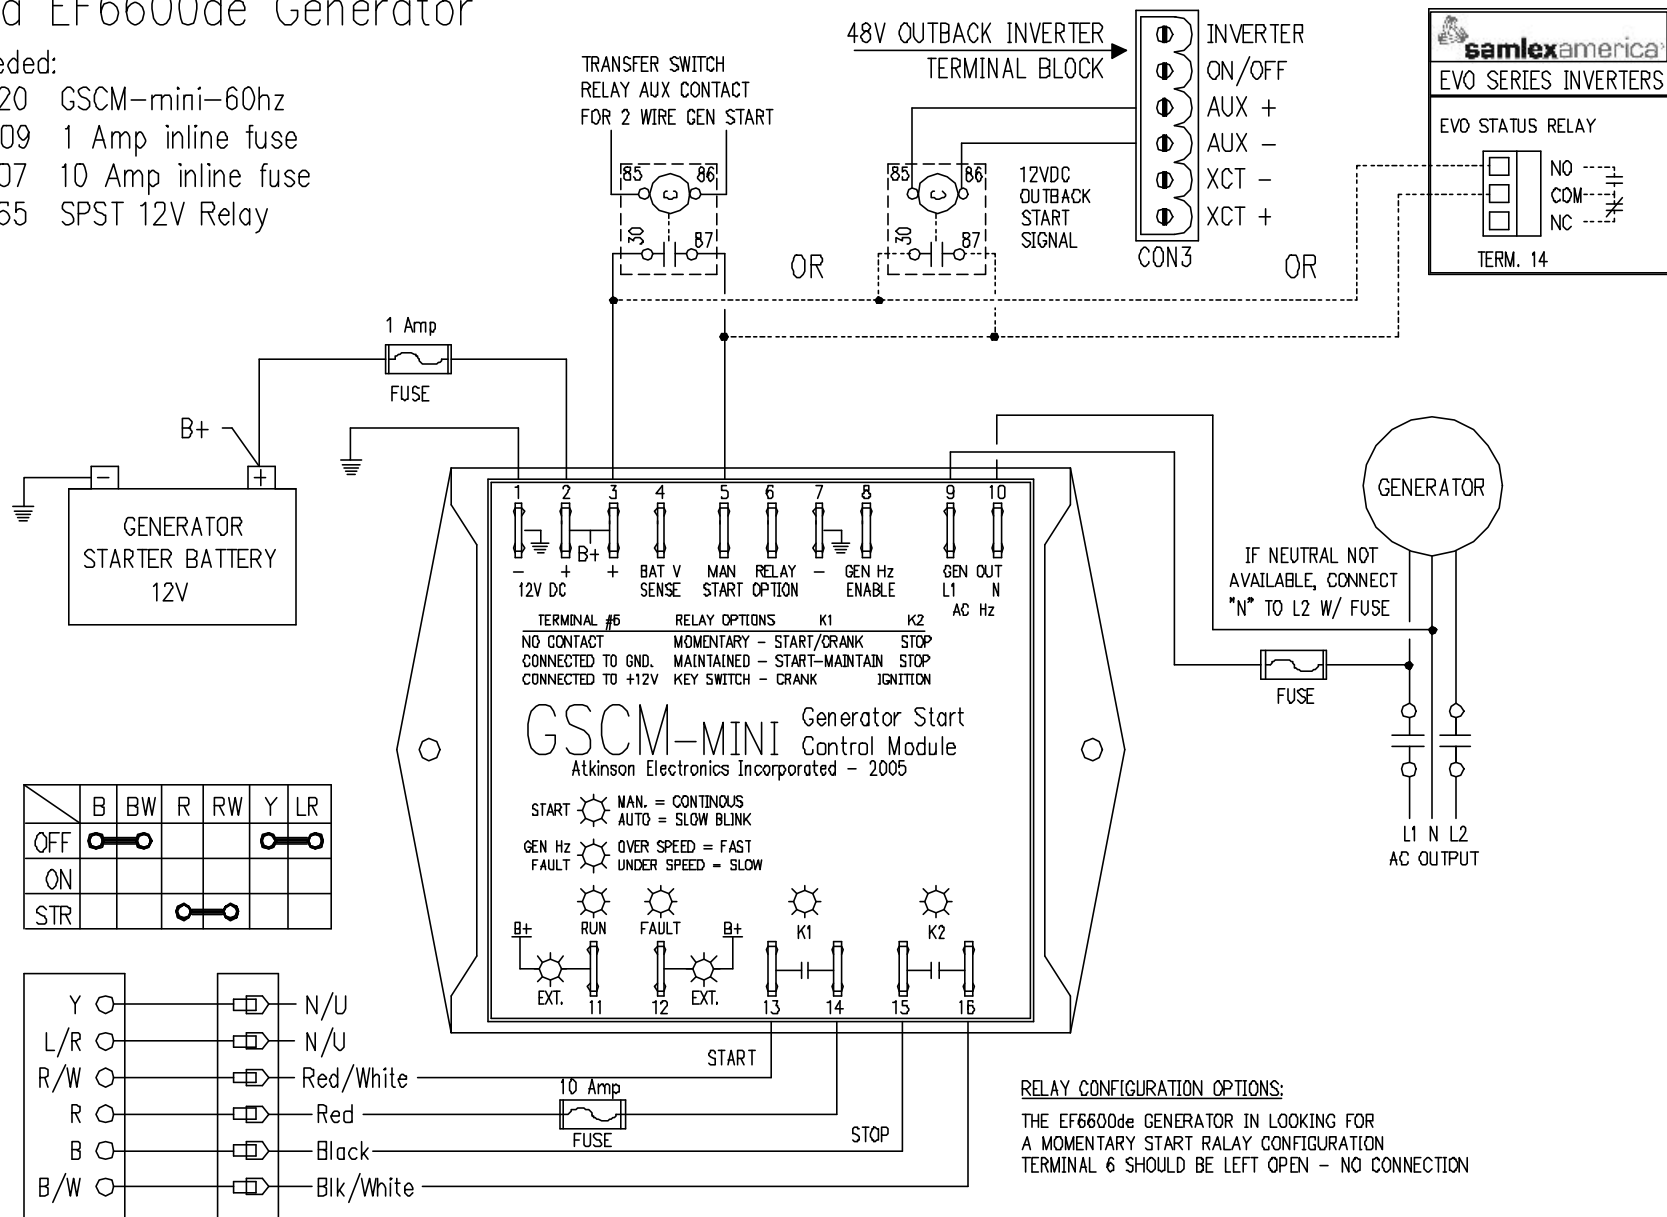 a EF6600de Generator
eded:
20 GSCM-mini-60hz
09 1 Amp inline fuse
07 10 Amp inline fuse
55 SPST 12V Relay
TRANSFER SWITCH
RELAY AUX CONTACT
FOR 2 WIRE GEN START
85 86
30 87
OR
48V OUTBACK INVERTER
TERMINAL BLOCK
85 86
30 87
12VDC
OUTBACK
START
SIGNAL
INVERTER
ON/OFF
AUX +
AUX -
XCT -
XCT +
CON3
OR
samlexamerica
EVO SERIES INVERTERS
EVO STATUS RELAY
NO
COM
NC
TERM. 14
1 Amp
FUSE
B+
- +
GENERATOR
STARTER BATTERY
12V
1 2 3 4 5 6 7 8 9 10
B+
- + + BAT V MAN RELAY - GEN Hz GEN OUT
12V DC SENSE START OPTION ENABLE L1 N
AC Hz
TERMINAL #6 RELAY OPTIONS K1 K2
NO CONTACT MOMENTARY - START/CRANK STOP
CONNECTED TO GND. MAINTAINED - START-MAINTAIN STOP
CONNECTED TO +12V KEY SWITCH - CRANK IGNITION
GSCM-MINI Generator Start
Control Module
Atkinson Electronics Incorporated - 2005
START MAN. = CONTINOUS
AUTO = SLOW BLINK
GEN Hz OVER SPEED = FAST
FAULT UNDER SPEED = SLOW
RUN FAULT K1 K2
B+ B+
EXT. EXT.
11 12 13 14 15 16
GENERATOR
IF NEUTRAL NOT
AVAILABLE, CONNECT
"N" TO L2 W/ FUSE
FUSE
L1 N L2
AC OUTPUT
B BW R RW Y LR
OFF
ON
STR
Y N/U
L/R N/U
R/W Red/White
R Red
B Black
B/W Blk/White
START
10 Amp
FUSE
STOP
RELAY CONFIGURATION OPTIONS:
THE EF6600de GENERATOR IN LOOKING FOR
A MOMENTARY START RALAY CONFIGURATION
TERMINAL 6 SHOULD BE LEFT OPEN - NO CONNECTION